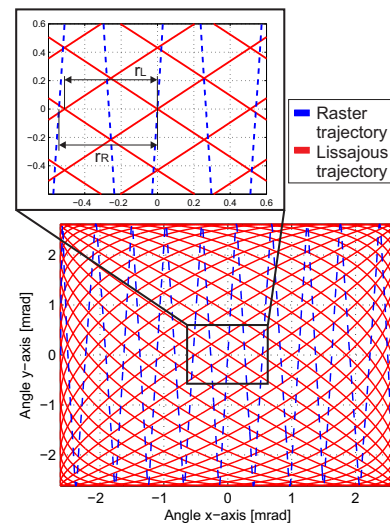 0.6
0.4
0.2
0
−0.2
−0.4
rL
rR
−0.4 −0.2 0 0.2 0.4 0.6
Raster
trajectory
Lissajous
trajectory
Angle y−axis [mrad]
2
1
0
−1
−2
−2 −1 0 1 2
Angle x−axis [mrad]